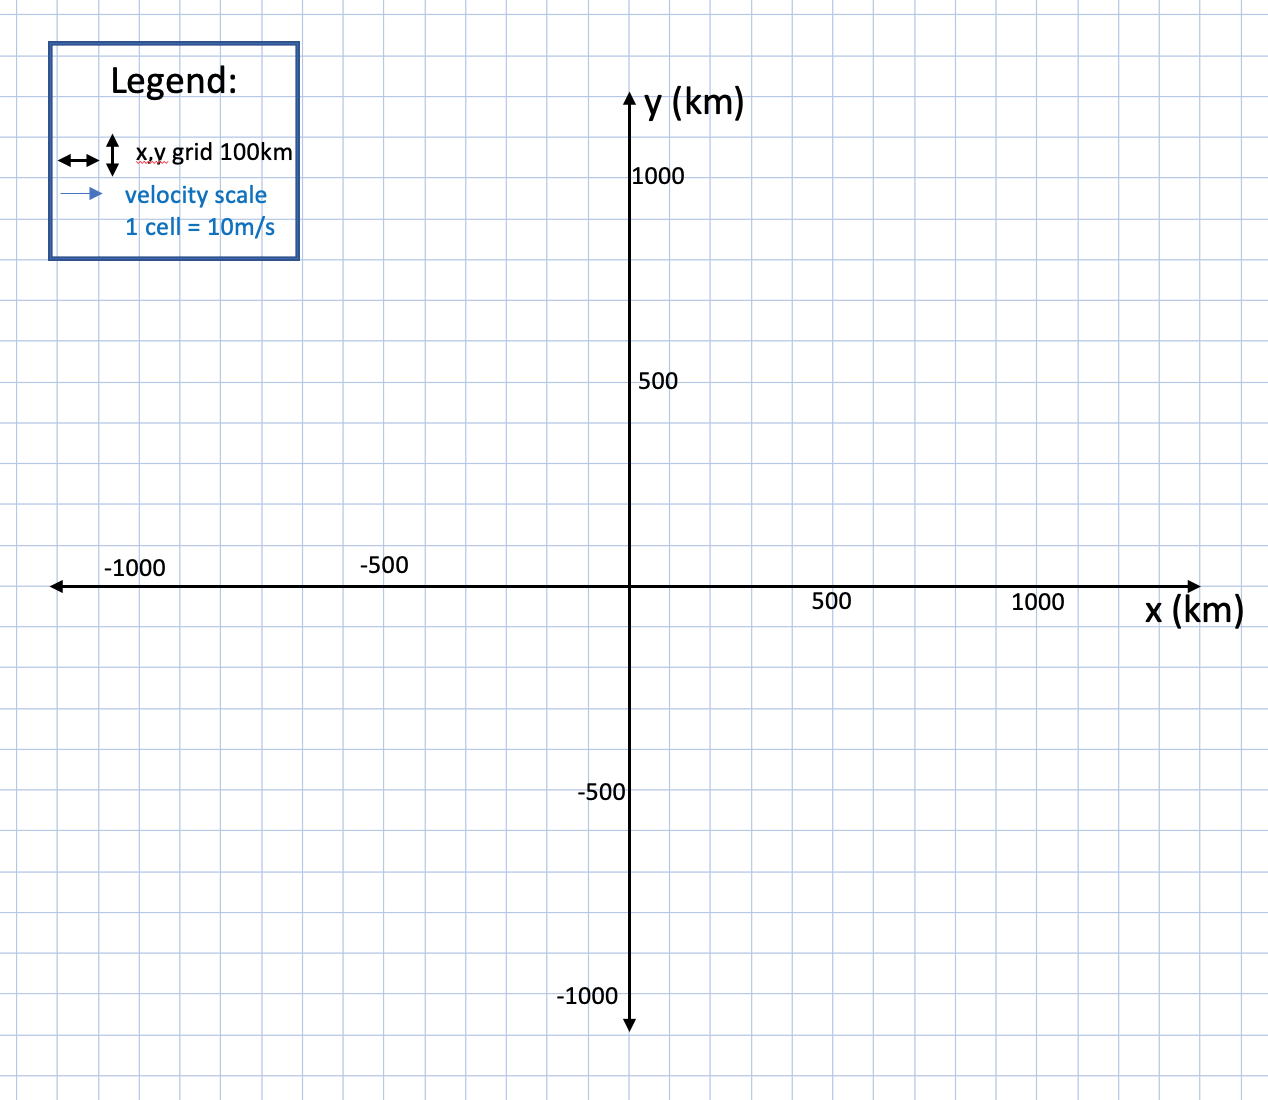 Legend:
x,y grid 100km
velocity scale
1 cell = 10m/s
y (km)
1000
500
-1000
-500
500
1000
x (km)
-500
-1000